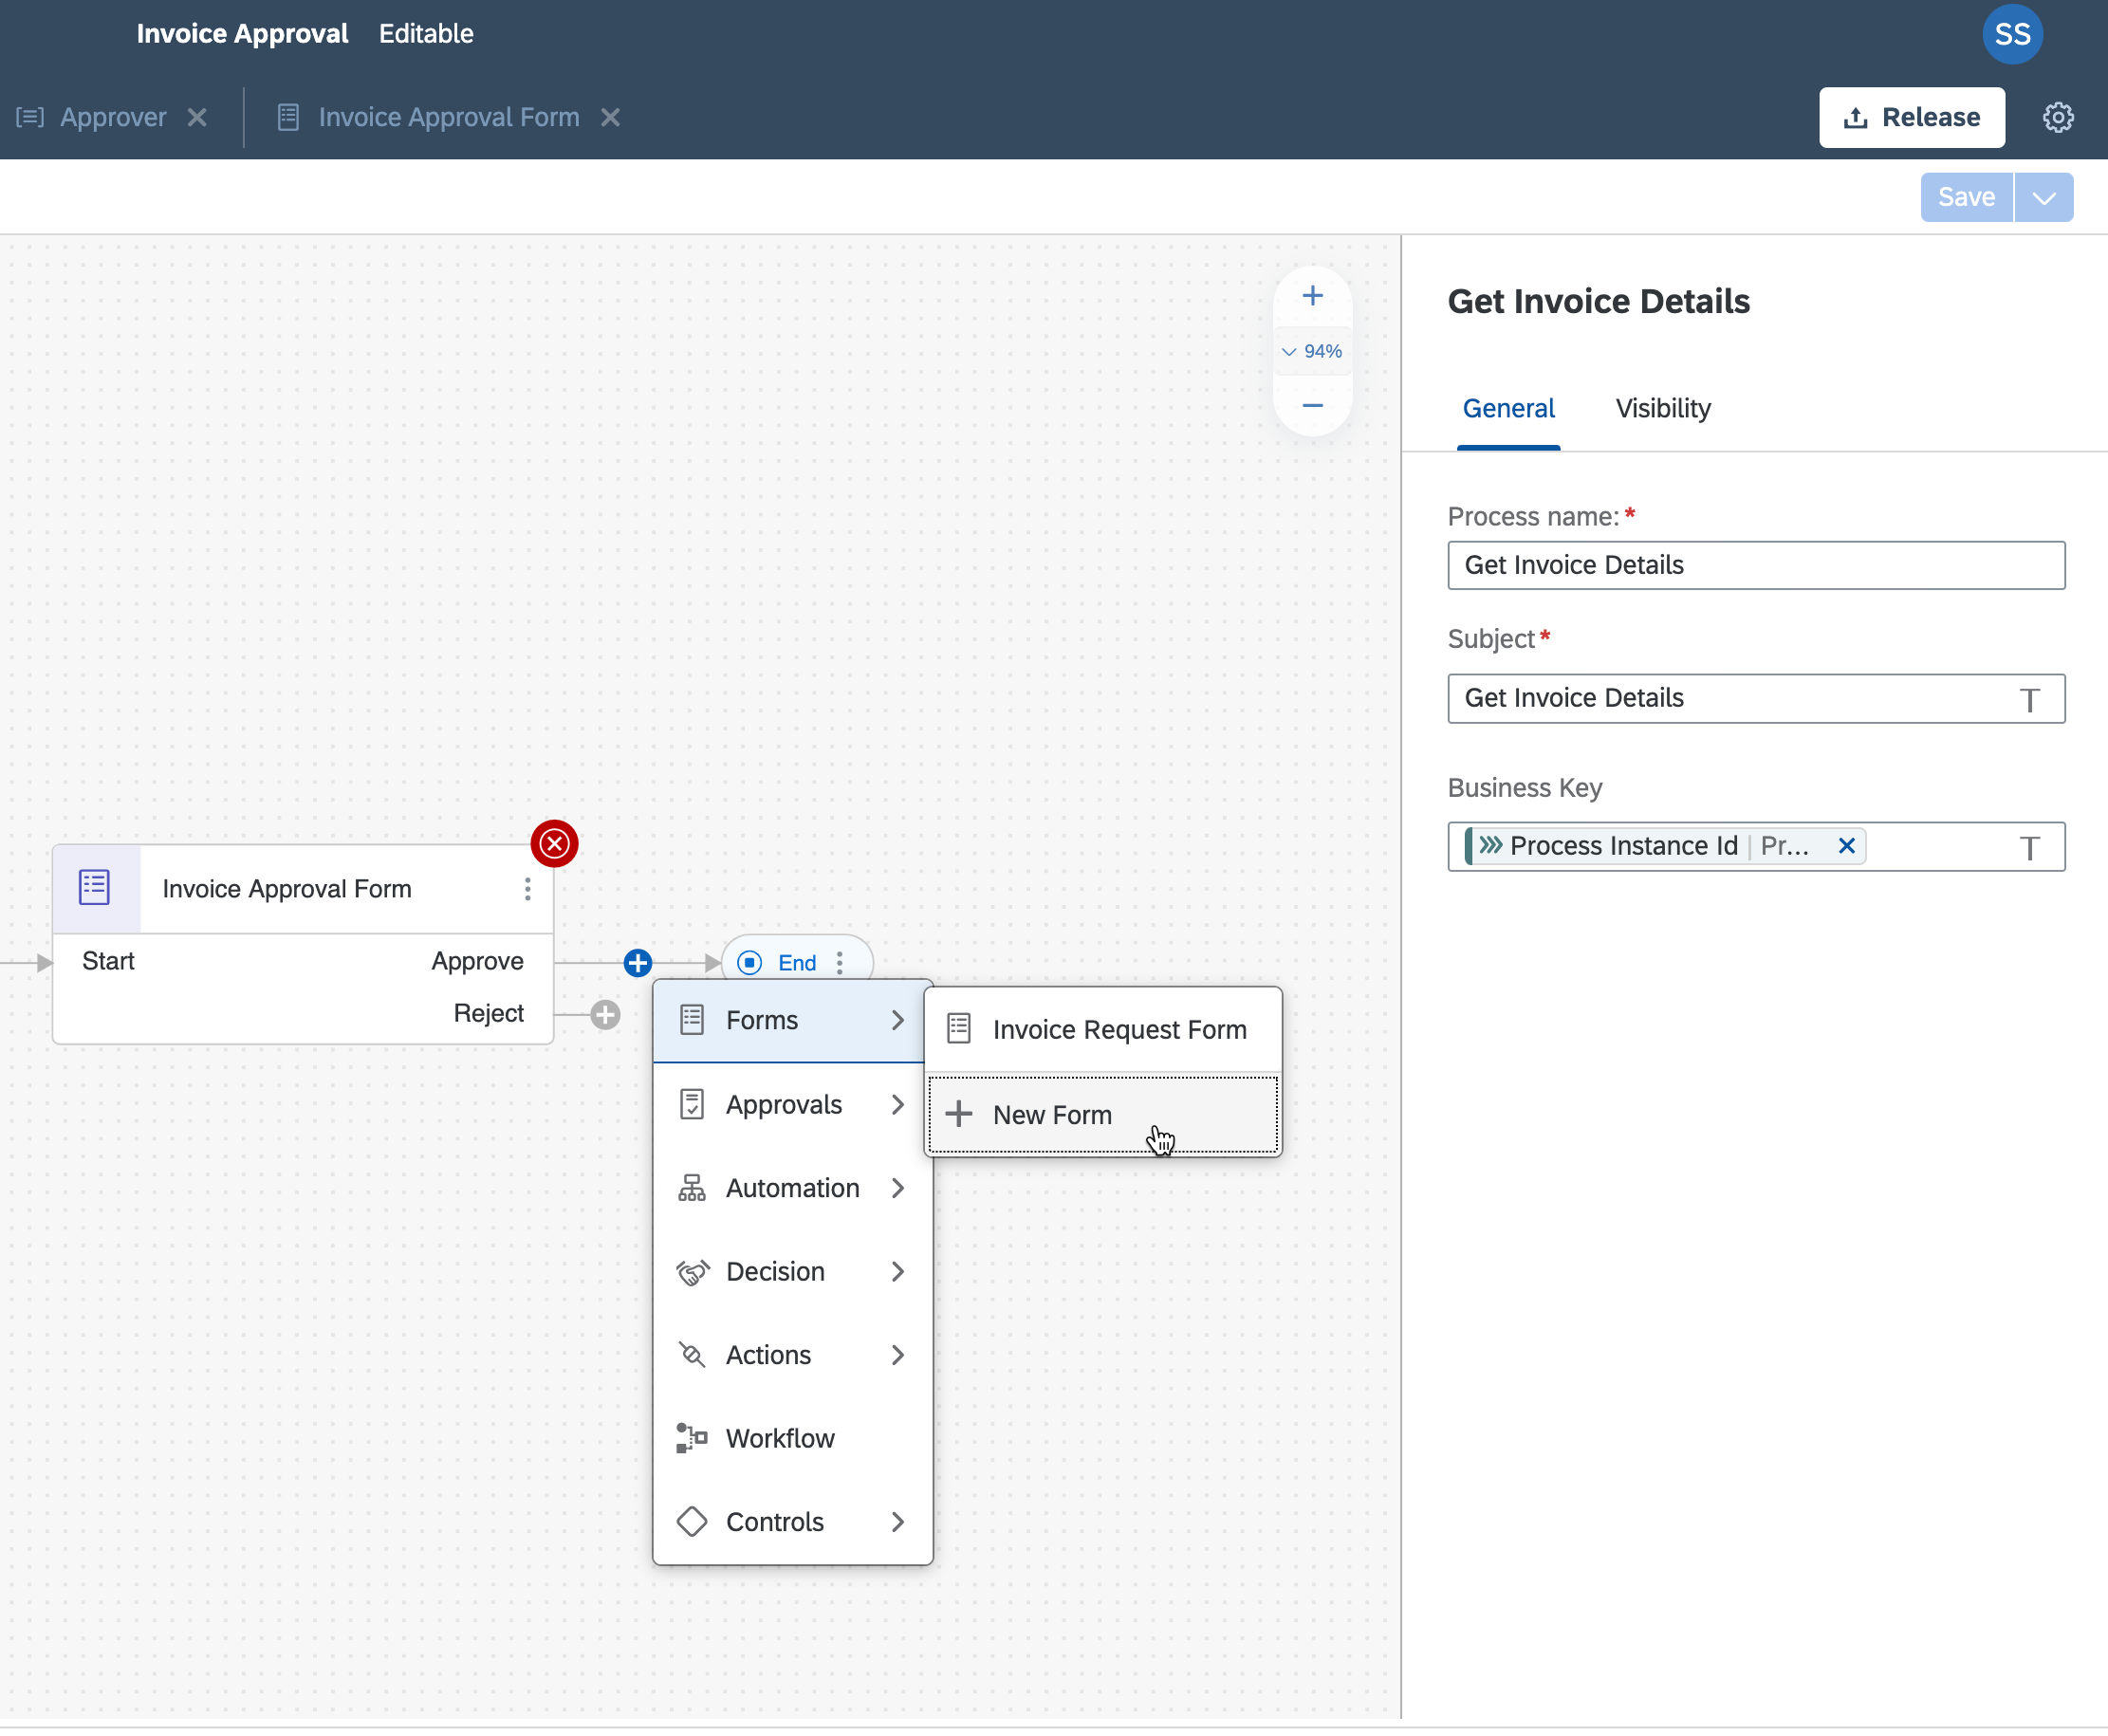 Invoice Approval Editable
SS
Approver
Invoice Approval Form
Release
Save
94%
Get Invoice Details
General
Visibility
Process name:*
Get Invoice Details
Subject*
Get Invoice Details
T
Business Key
Process Instance Id | Pr...
T
Invoice Approval Form
Start
Approve
Reject
End
Forms
Approvals
Automation
Decision
Actions
Workflow
Controls
Invoice Request Form
New Form